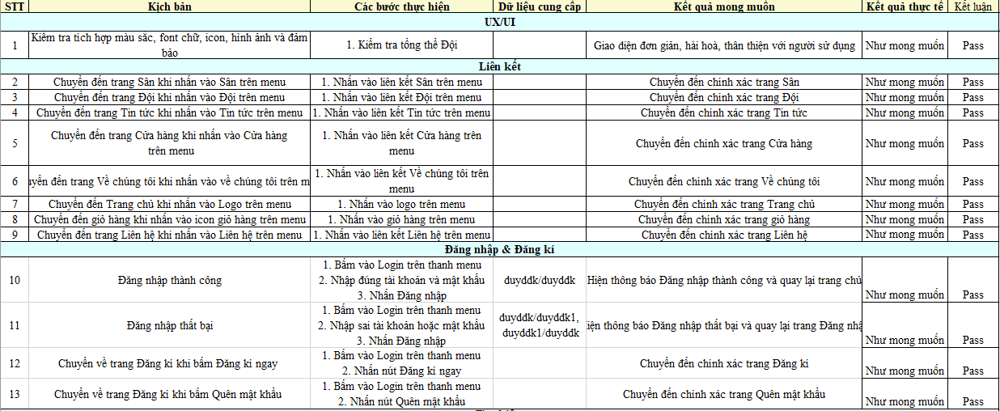 STT Kịch bản Các bước thực hiện Dữ liệu cung cấp Kết quả mong muốn Kết quả thực tế Kết luận
UX/UI
1 Kiểm tra tích hợp màu sắc, font chữ, icon, hình ảnh và đảm bảo 1. Kiểm tra tổng thể Đội Giao diện đơn giản, hài hoà, thân thiện với người sử dụng Như mong muốn Pass
Liên kết
2 Chuyển đến trang Sân khi nhấn vào Sân trên menu 1. Nhấn vào liên kết Sân trên menu Chuyển đến chính xác trang Sân Như mong muốn Pass
3 Chuyển đến trang Đội khi nhấn vào Đội trên menu 1. Nhấn vào liên kết Đội trên menu Chuyển đến chính xác trang Đội Như mong muốn Pass
4 Chuyển đến trang Tin tức khi nhấn vào Tin tức trên menu 1. Nhấn vào liên kết Tin tức trên menu Chuyển đến chính xác trang Tin tức Như mong muốn Pass
5 Chuyển đến trang Cửa hàng khi nhấn vào Cửa hàng trên menu 1. Nhấn vào liên kết Cửa hàng trên menu Chuyển đến chính xác trang Cửa hàng Như mong muốn Pass
6 yển đến trang Về chúng tôi khi nhấn vào về chúng tôi trên m 1. Nhấn vào liên kết Về chúng tôi trên menu Chuyển đến chính xác trang Về chúng tôi Như mong muốn Pass
7 Chuyển đến Trang chủ khi nhấn vào Logo trên menu 1. Nhấn vào logo trên menu Chuyển đến chính xác trang Trang chủ Như mong muốn Pass
8 Chuyển đến giỏ hàng khi nhấn vào icon giỏ hàng trên menu 1. Nhấn vào giỏ hàng trên menu Chuyển đến chính xác trang giỏ hàng Như mong muốn Pass
9 Chuyển đến trang Liên hệ khi nhấn vào Liên hệ trên menu 1. Nhấn vào liên kết Liên hệ trên menu Chuyển đến chính xác trang Liên hệ Như mong muốn Pass
Đăng nhập & Đăng kí
10 Đăng nhập thành công
1. Bấm vào Login trên thanh menu
2. Nhập đúng tài khoản và mật khẩu
3. Nhấn Đăng nhập
duyddk/duyddk Hiện thông báo Đăng nhập thành công và quay lại trang chủ Như mong muốn Pass
11 Đăng nhập thất bại
1. Bấm vào Login trên thanh menu
2. Nhập sai tài khoản hoặc mật khẩu
3. Nhấn Đăng nhập
duyddk/duyddk1,
duyddk1/duyddk
iện thông báo Đăng nhập thất bại và quay lại trang Đăng nhậ Như mong muốn Pass
12 Chuyển về trang Đăng kí khi bấm Đăng kí ngay
1. Bấm vào Login trên thanh menu
2. Nhấn nút Đăng kí ngay
Chuyển đến chính xác trang Đăng kí Như mong muốn Pass
13 Chuyển về trang Đăng kí khi bấm Quên mật khẩu
1. Bấm vào Login trên thanh menu
2. Nhấn nút Quên mật khẩu
Chuyển đến chính xác trang Quên mật khẩu Như mong muốn Pass